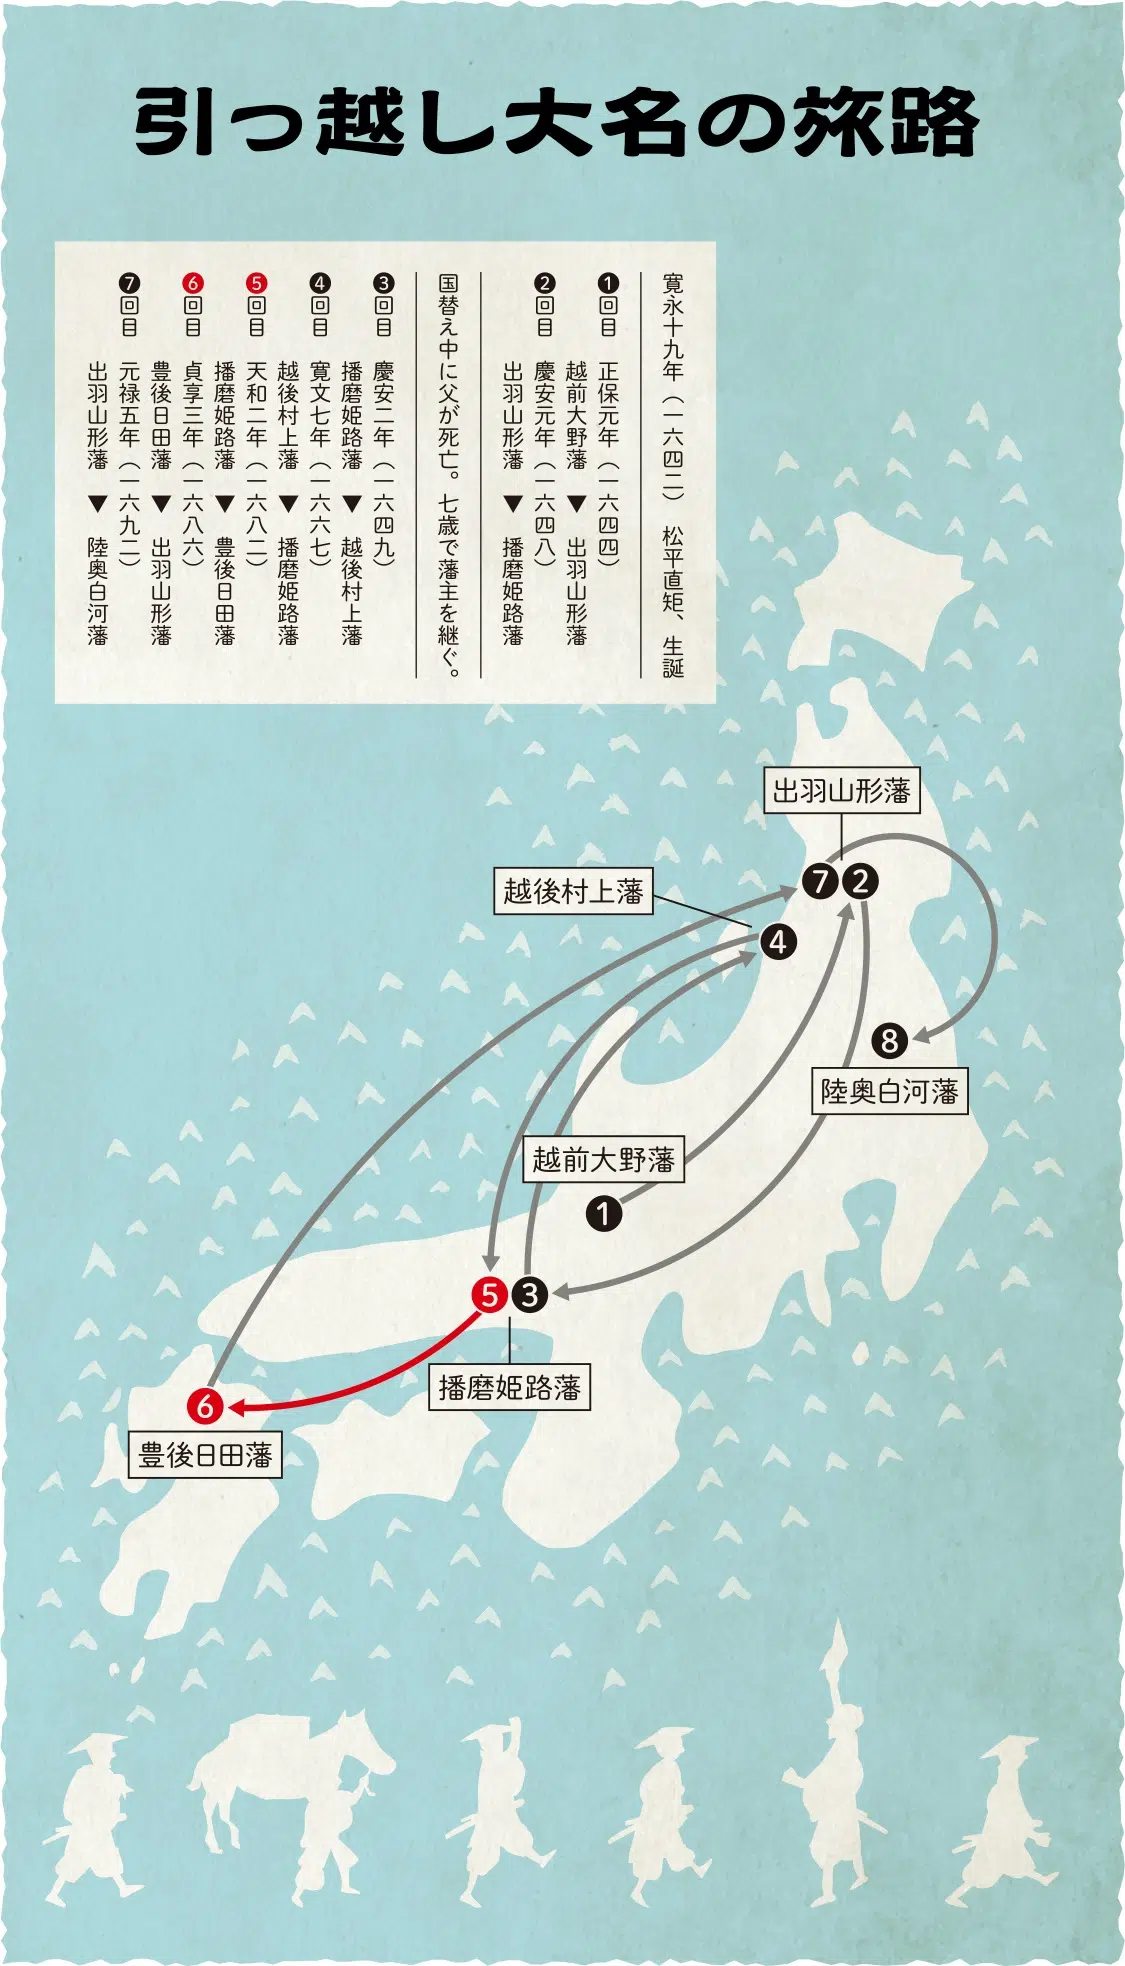 引っ越し大名の旅路
寛永十九年（一六四二）　松平直矩、生誕
❶回目　正保元年（一六四四）
越前大野藩　▼　出羽山形藩
❷回目　慶安元年（一六四八）
出羽山形藩　▼　播磨姫路藩
国替え中に父が死亡。七歳で藩主を継ぐ。
❸回目　慶安二年（一六四九）
播磨姫路藩　▼　越後村上藩
❹回目　寛文七年（一六六七）
越後村上藩　▼　播磨姫路藩
❺回目　天和二年（一六八二）
播磨姫路藩　▼　豊後日田藩
❻回目　貞享三年（一六八六）
豊後日田藩　▼　出羽山形藩
❼回目　元禄五年（一六九二）
出羽山形藩　▼　陸奥白河藩
出羽山形藩
❼❷
越後村上藩
❹
❽
陸奥白河藩
越前大野藩
❶
❺❸
播磨姫路藩
❻
豊後日田藩